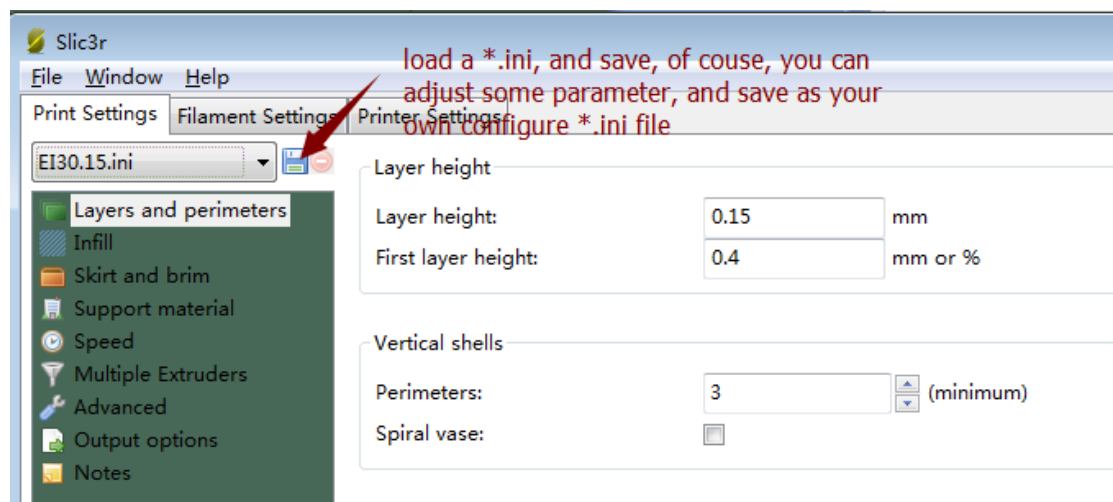 Slic3r
File Window Help
load a *.ini, and save, of couse, you can
adjust some parameter, and save as your
own configure *.ini file
Print Settings Filament Settings Printer Settings
EI30.15.ini
Layers and perimeters
Infill
Skirt and brim
Support material
Speed
Multiple Extruders
Advanced
Output options
Notes
Layer height
Layer height: 0.15 mm
First layer height: 0.4 mm or %
Vertical shells
Perimeters: 3 (minimum)
Spiral vase: